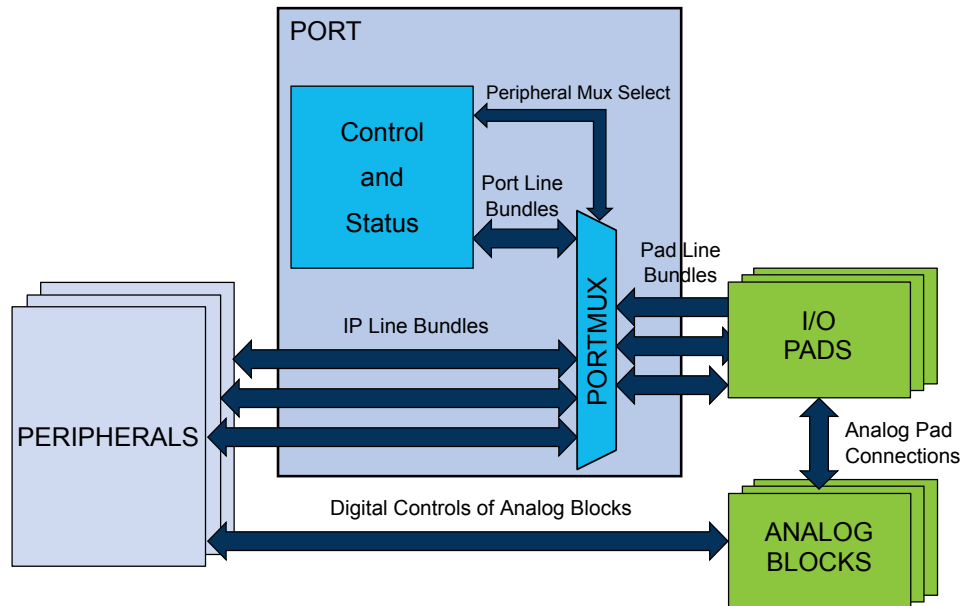 PORT
Peripheral Mux Select
Control
and
Status
Port Line
Bundles
Pad Line
Bundles
IP Line Bundles
PORTMUX
I/O
PADS
PERIPHERALS
Analog Pad
Connections
Digital Controls of Analog Blocks
ANALOG
BLOCKS